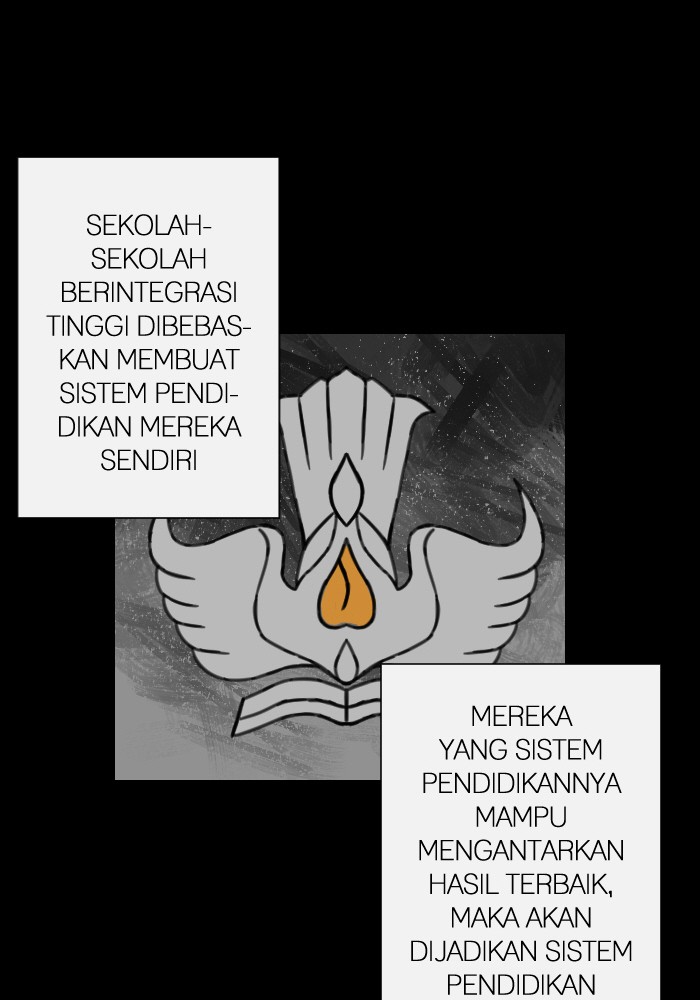 SEKOLAH-
SEKOLAH
BERINTEGRASI
TINGGI DIBEBAS-
KAN MEMBUAT
SISTEM PENDI-
DIKAN MEREKA
SENDIRI
MEREKA
YANG SISTEM
PENDIDIKANNYA
MAMPU
MENGANTARKAN
HASIL TERBAIK,
MAKA AKAN
DIJADIKAN SISTEM
PENDIDIKAN